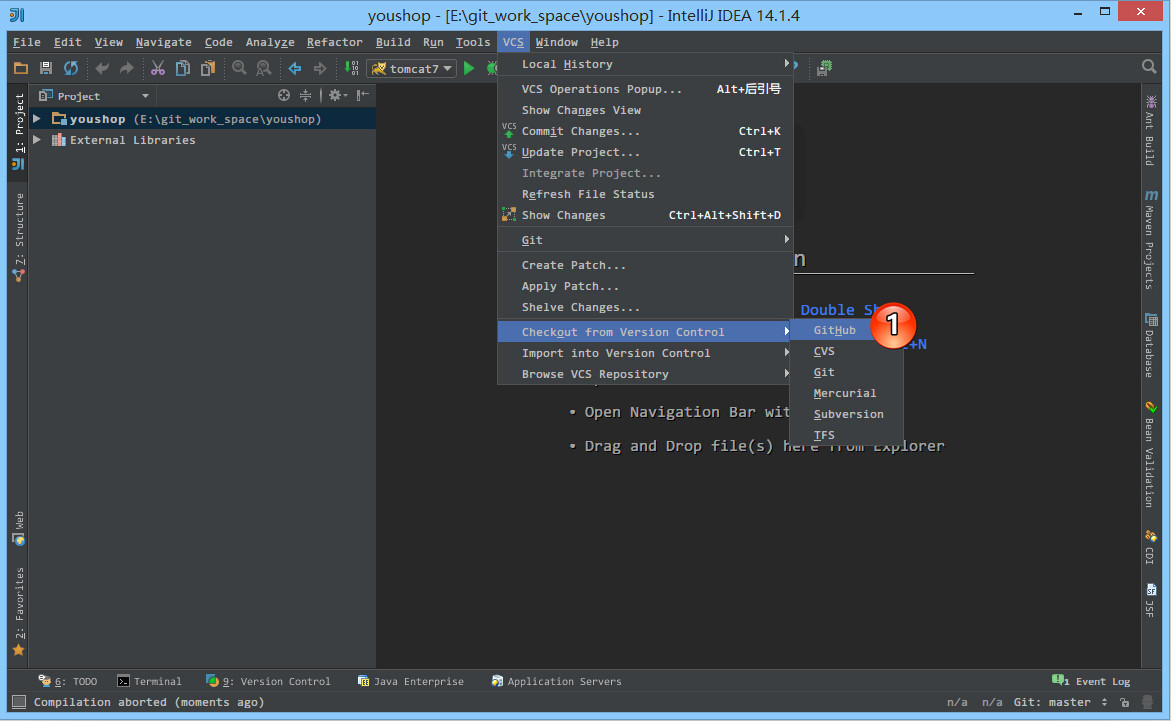 youshop - [E:\git_work_space\youshop] - IntelliJ IDEA 14.1.4
File Edit View Navigate Code Analyze Refactor Build Run Tools VCS Window Help
tomcat7
Project
youshop (E:\git_work_space\youshop)
External Libraries
1: Project
7: Structure
Web
2: Favorites
Local History
VCS Operations Popup... Alt+后引号
Show Changes View
VCS Commit Changes... Ctrl+K
VCS Update Project... Ctrl+T
Integrate Project...
Refresh File Status
Show Changes Ctrl+Alt+Shift+D
Git
Create Patch...
Apply Patch...
Shelve Changes...
Checkout from Version Control
Import into Version Control
Browse VCS Repository
GitHub
CVS
Git
Mercurial
Subversion
TFS
1
n
Double
+N
• Open Navigation Bar
• Drag and Drop file(s) here from Explorer
Ant Build
m Maven Projects
Database
Bean Validation
CDI
JSF
6: TODO Terminal 9: Version Control Java Enterprise Application Servers 1 Event Log
Compilation aborted (moments ago) n/a n/a Git: master